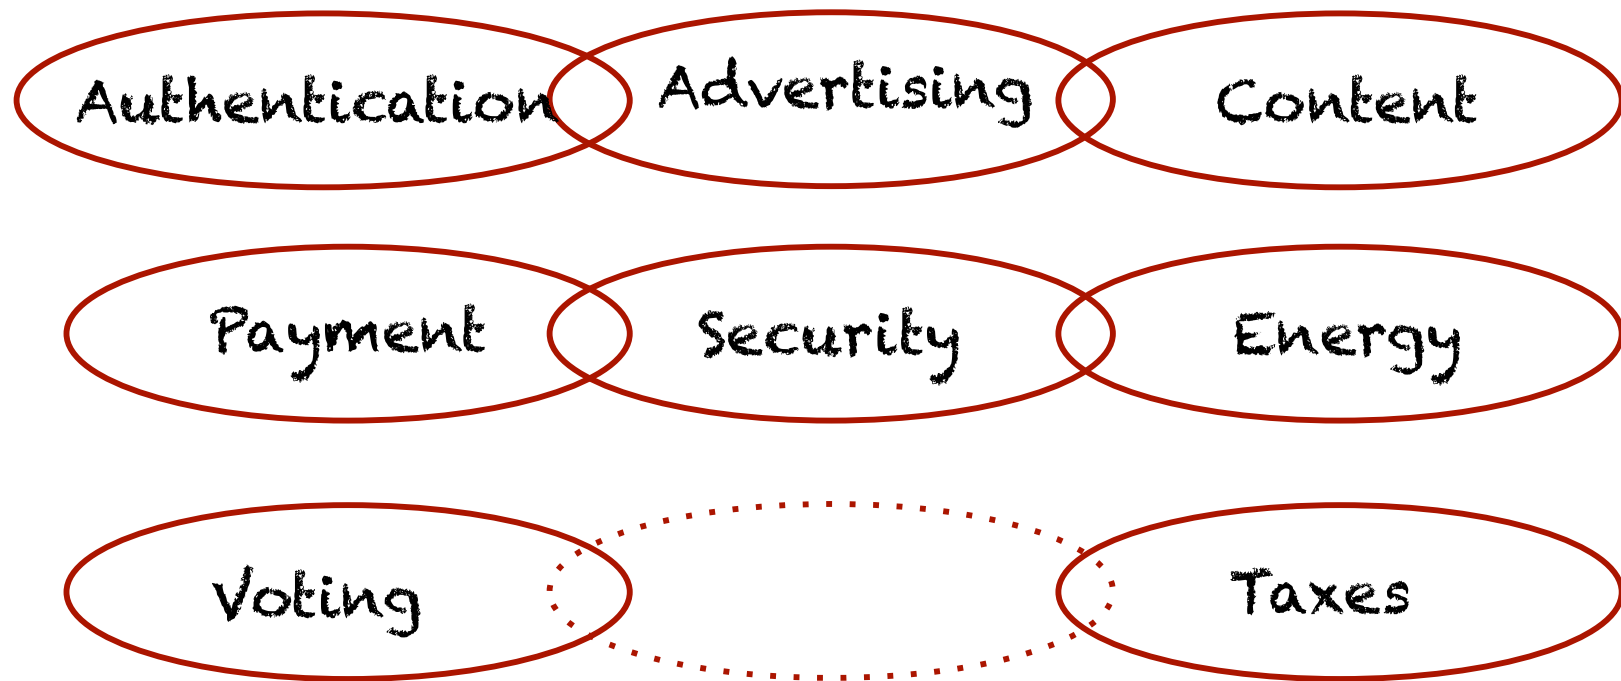 Authentication Advertising Content
Payment Security Energy
Voting Taxes